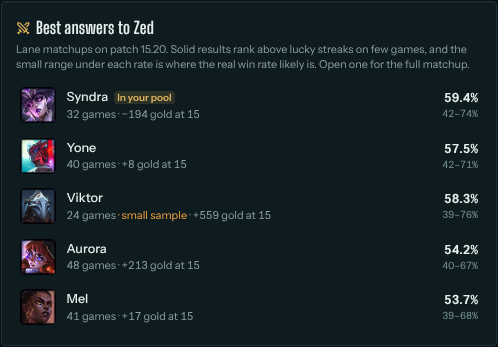 Best answers to Zed
Lane matchups on patch 15.20. Solid results rank above lucky streaks on few games, and the
small range under each rate is where the real win rate likely is. Open one for the full matchup.
Syndra In your pool 59.4%
32 games · −194 gold at 15 42–74%
Yone 57.5%
40 games · +8 gold at 15 42–71%
Viktor 58.3%
24 games · small sample · +559 gold at 15 39–76%
Aurora 54.2%
48 games · +213 gold at 15 40–67%
Mel 53.7%
41 games · +17 gold at 15 39–68%